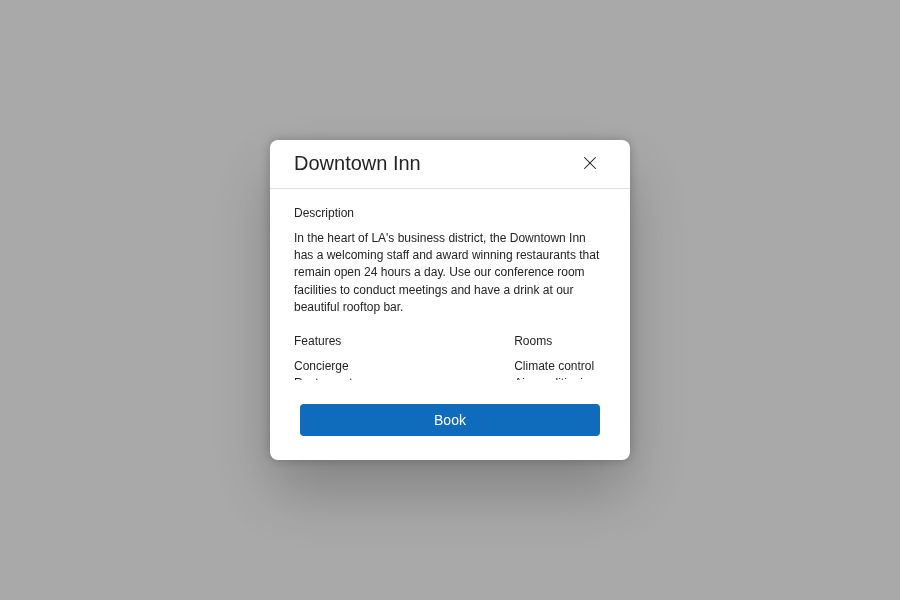 Downtown Inn
Description
In the heart of LA's business district, the Downtown Inn
has a welcoming staff and award winning restaurants that
remain open 24 hours a day. Use our conference room
facilities to conduct meetings and have a drink at our
beautiful rooftop bar.
Features
Rooms
Concierge
Climate control
Book